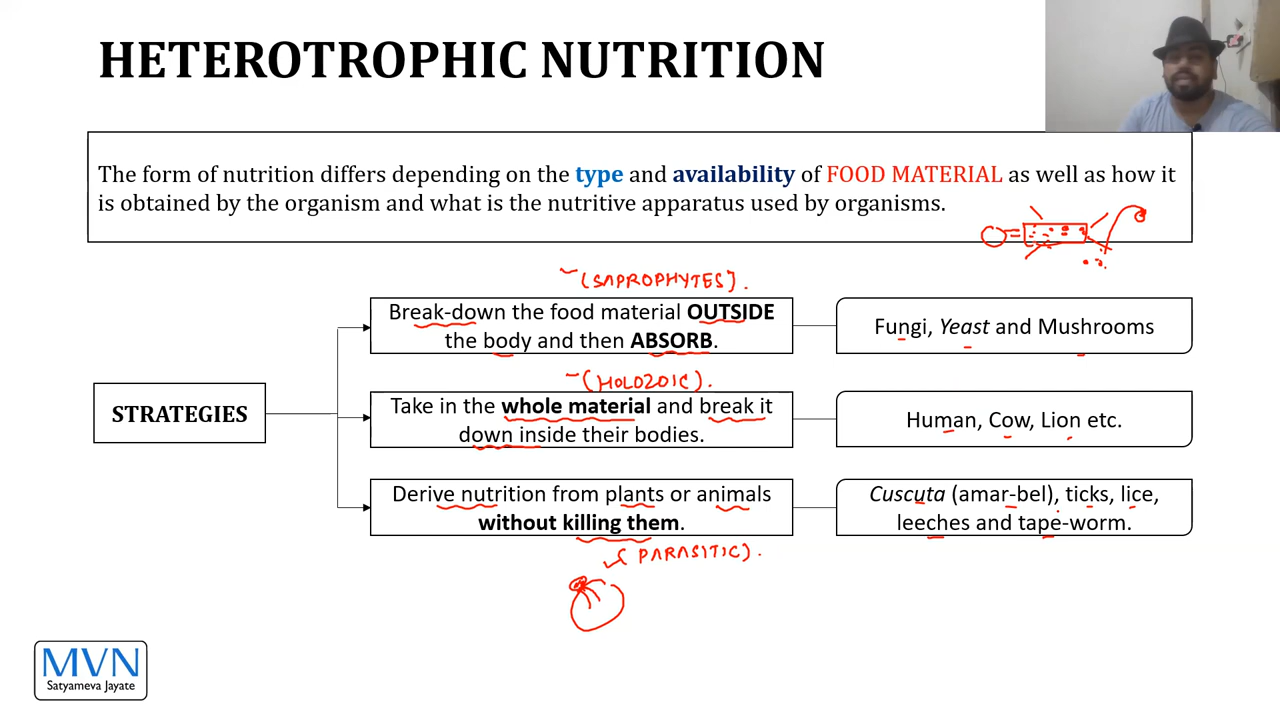 HETEROTROPHIC NUTRITION
The form of nutrition differs depending on the type and availability of FOOD MATERIAL as well as how it
is obtained by the organism and what is the nutritive apparatus used by organisms.
(SAPROPHYTES).
Break-down the food material OUTSIDE
the body and then ABSORB.
Fungi, Yeast and Mushrooms
(HOLOZOIC).
STRATEGIES
Take in the whole material and break it
down inside their bodies.
Human, Cow, Lion etc.
Derive nutrition from plants or animals
without killing them.
Cuscuta (amar-bel), ticks, lice,
leeches and tape-worm.
(PARASITIC).
MVN
Satyameva Jayate